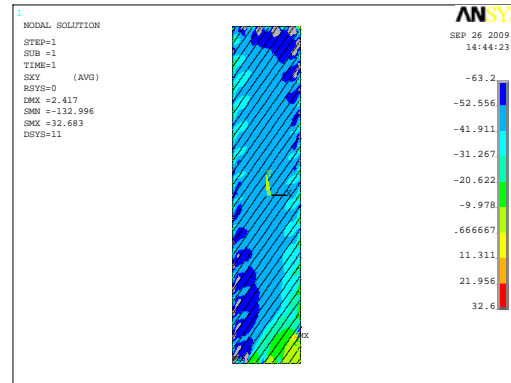 1
NODAL SOLUTION
STEP=1
SUB =1
TIME=1
SXY (AVG)
RSYS=0
DMX =2.417
SMN =-132.996
SMX =32.683
DSYS=11
ANSYS
SEP 26 2009
14:44:23
-63.2
-52.556
-41.911
-31.267
-20.622
-9.978
.666667
11.311
21.956
32.6
MX